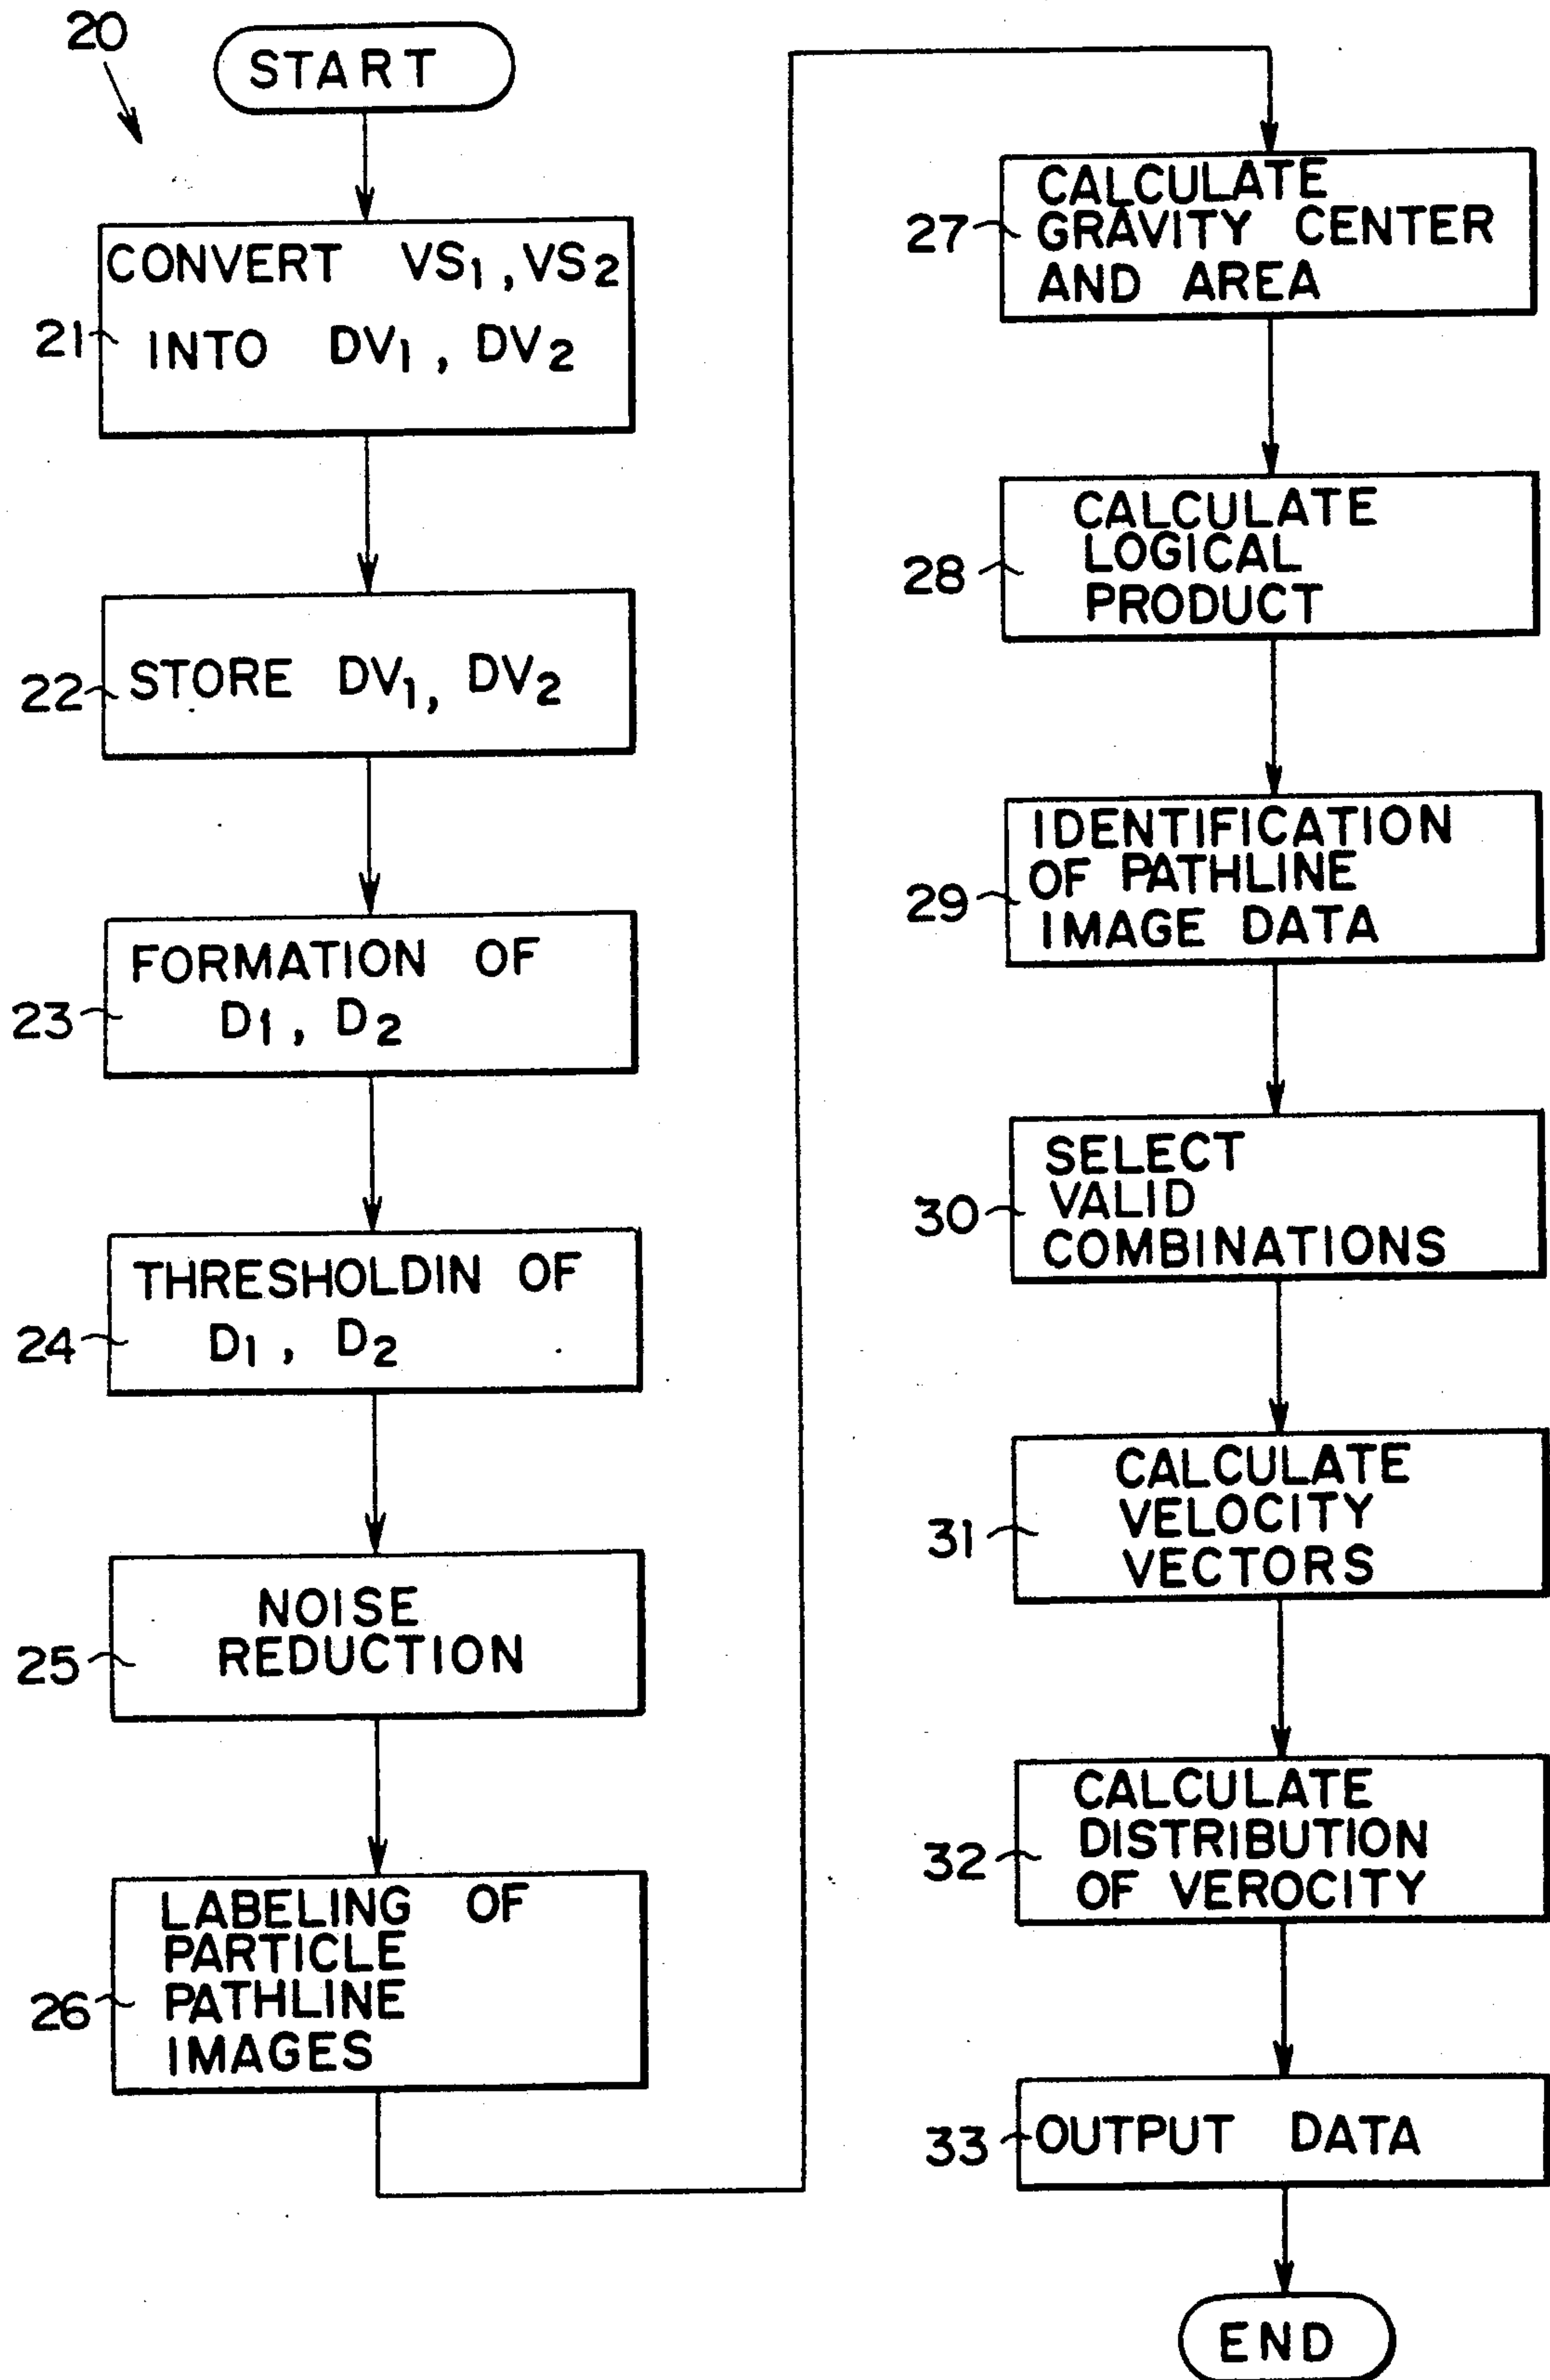 20
START
CONVERT VS1, VS2
21 INTO DV1, DV2
22 STORE DV1, DV2
FORMATION OF
23 D1, D2
THRESHOLDIN OF
24 D1, D2
NOISE
25 REDUCTION
LABELING OF
PARTICLE
26 PATHLINE
IMAGES
CALCULATE
27 GRAVITY CENTER
AND AREA
CALCULATE
28 LOGICAL
PRODUCT
IDENTIFICATION
29 OF PATHLINE
IMAGE DATA
SELECT
30 VALID
COMBINATIONS
CALCULATE
31 VELOCITY
VECTORS
CALCULATE
32 DISTRIBUTION
OF VEROCITY
33 OUTPUT DATA
END